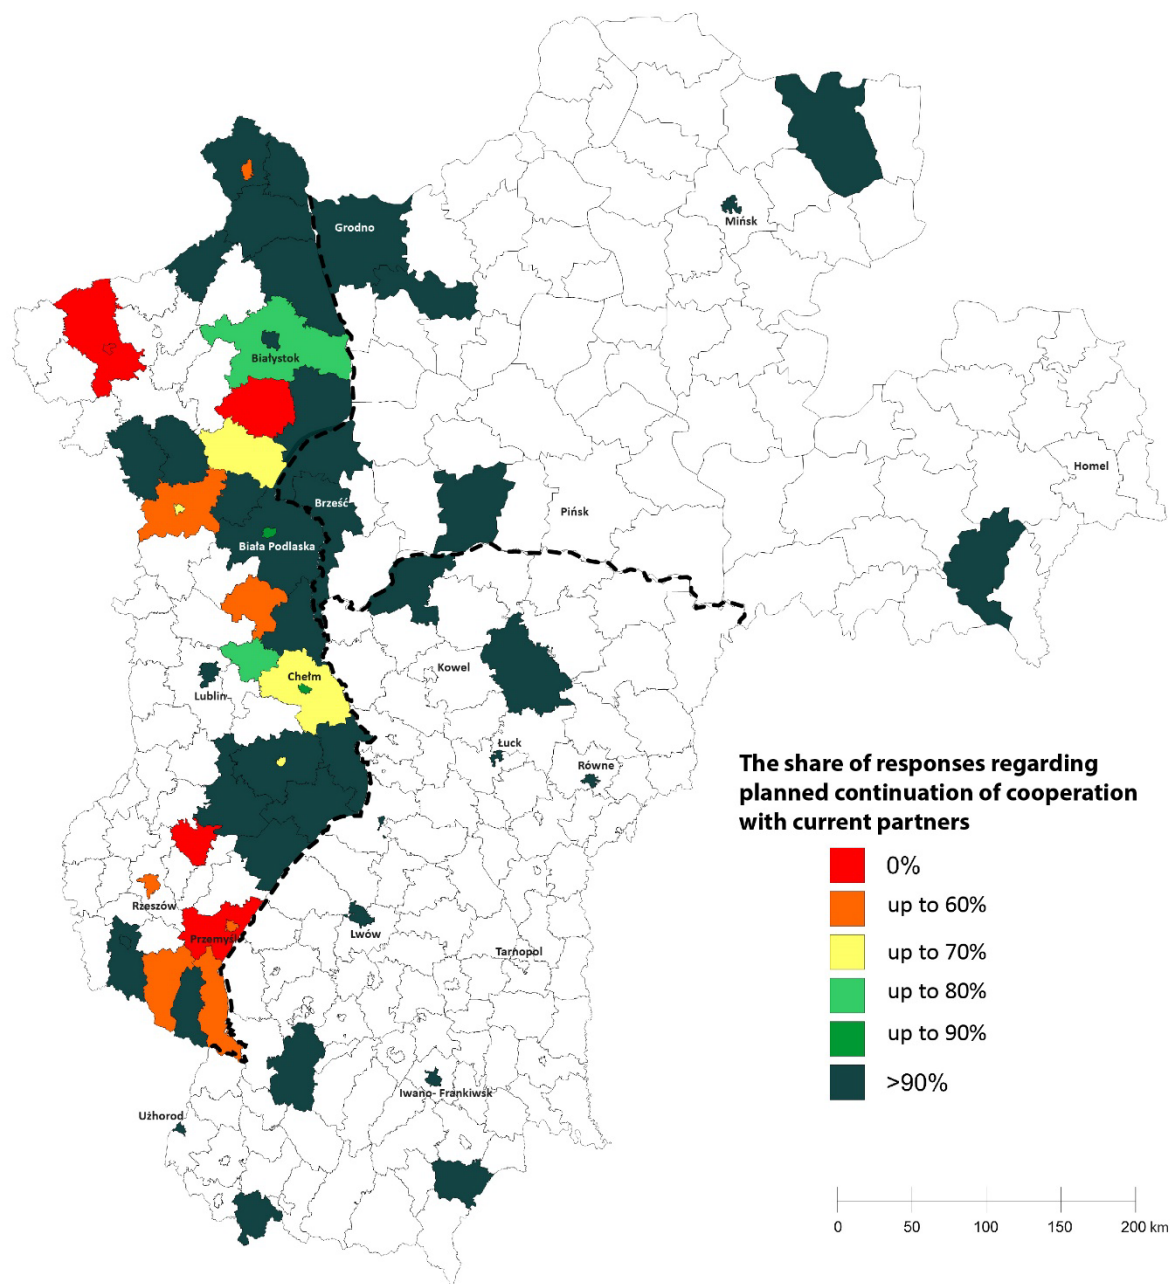 Grodno
Mińsk
Białystok
Homel
Brześć
Pińsk
Biała Podlaska
Kowel
Chełm
Lublin
Łuck
Równe
The share of responses regarding
planned continuation of cooperation
with current partners
0%
up to 60%
up to 70%
up to 80%
up to 90%
>90%
Rzeszów
Lwów
Przemyśl
Tarnopol
Iwano- Frankiwsk
Użhorod
0 50 100 150 200 km